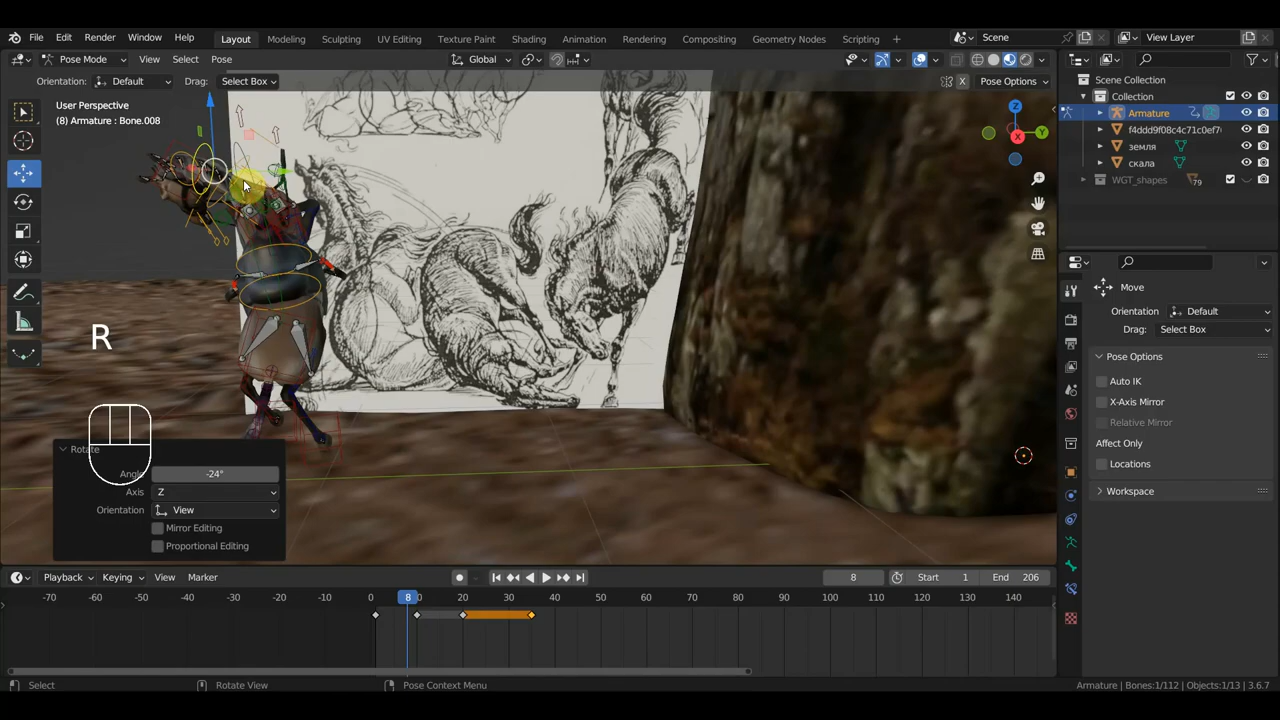 File Edit Render Window Help Layout Modeling Sculpting UV Editing Texture Paint Shading Animation Rendering Compositing Geometry Nodes Scripting + Scene View Layer
Pose Mode View Select Pose Global
Orientation: Default Drag: Select Box X Pose Options
User Perspective
(8) Armature : Bone.008
Scene Collection
Collection
Armature
f4ddd9f08c4c71c0ef7
земля
скала
WGT_shapes 79
Z
Y
X
Move
Orientation Default
Drag: Select Box
Pose Options
Auto IK
X-Axis Mirror
Relative Mirror
Affect Only
Locations
Workspace
R
Rotate
Angle -24°
Axis Z
Orientation View
Mirror Editing
Proportional Editing
Playback Keying View Marker 8 Start 1 End 206
-70 -60 -50 -40 -30 -20 -10 0 8 20 30 40 50 60 70 80 90 100 110 120 130 140
Select Rotate View Pose Context Menu Armature | Bones:1/112 | Objects:1/13 | 3.6.7